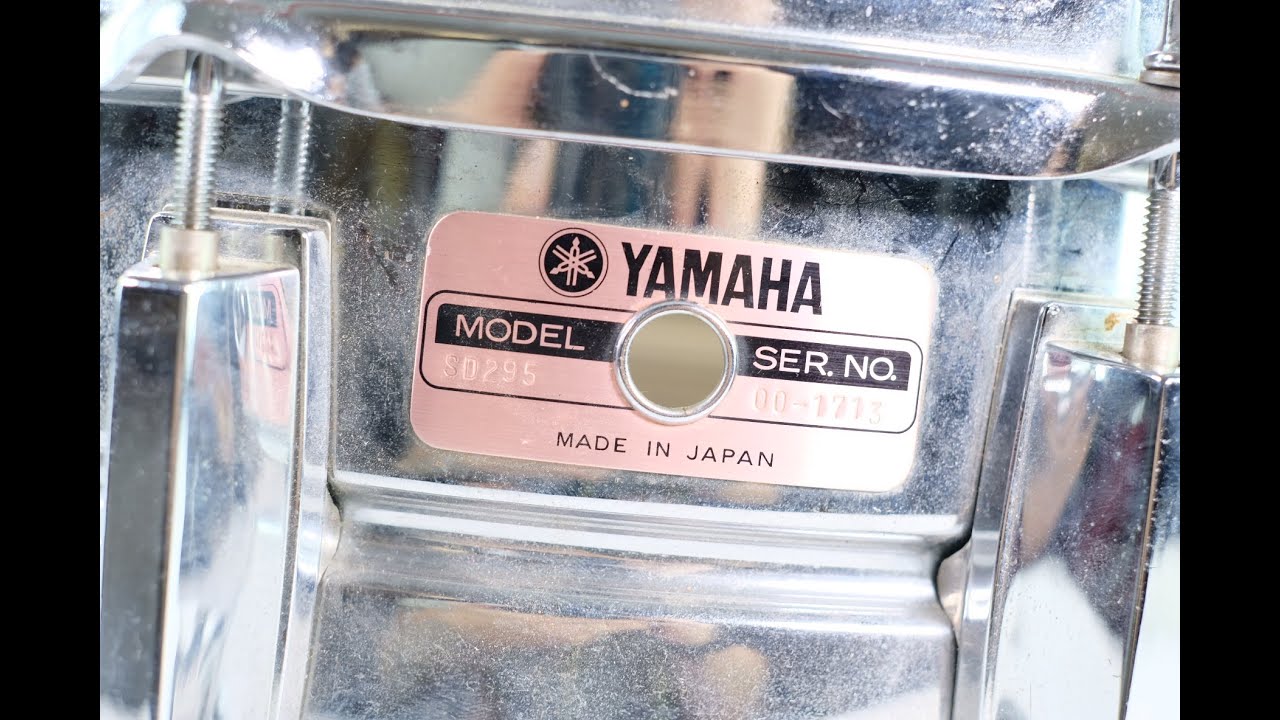 YAMAHA
MODEL SER. NO.
SD295 00-1713
MADE IN JAPAN